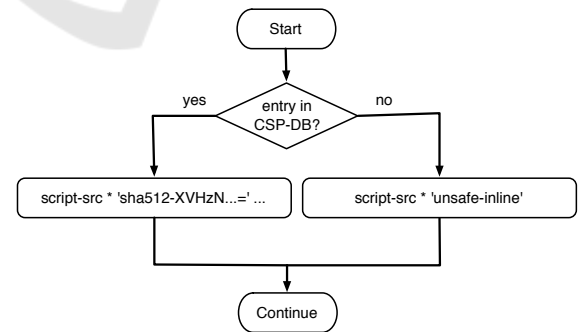 Start
yes
entry in
CSP-DB?
no
script-src * 'sha512-XVHzN...=' ...
script-src * 'unsafe-inline'
Continue